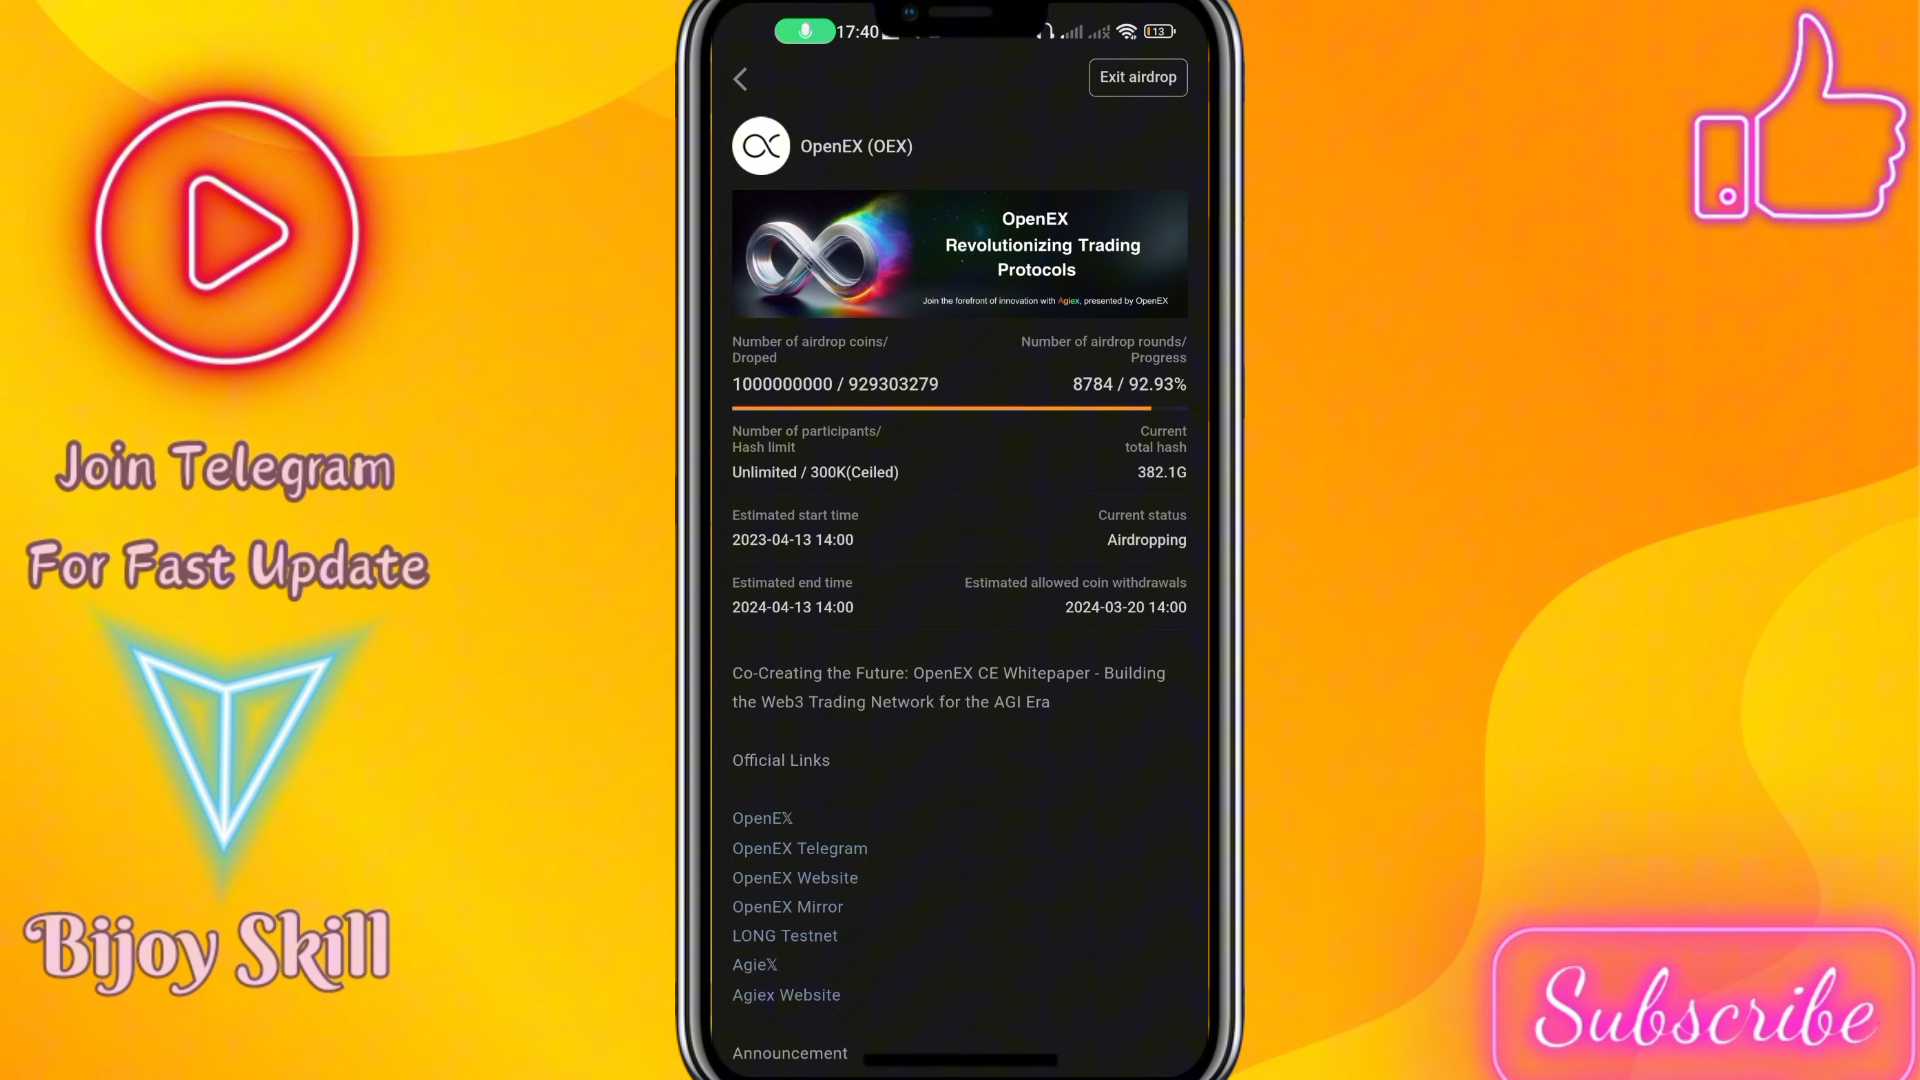 17:40
13
Exit airdrop
OpenEX (OEX)
OpenEX
Revolutionizing Trading
Protocols
Join the forefront of innovation with Agiex, presented by OpenEX
Number of airdrop coins/
Droped
Number of airdrop rounds/
Progress
1000000000 / 929303279
8784 / 92.93%
Number of participants/
Hash limit
Current
total hash
Unlimited / 300K(Ceiled)
382.1G
Estimated start time
Current status
2023-04-13 14:00
Airdropping
Estimated end time
Estimated allowed coin withdrawals
2024-04-13 14:00
2024-03-20 14:00
Co-Creating the Future: OpenEX CE Whitepaper - Building
the Web3 Trading Network for the AGI Era
Official Links
OpenE𝕏
OpenEX Telegram
OpenEX Website
OpenEX Mirror
LONG Testnet
Agie𝕏
Agiex Website
Announcement
Join Telegram
For Fast Update
Bijoy Skill
Subscribe